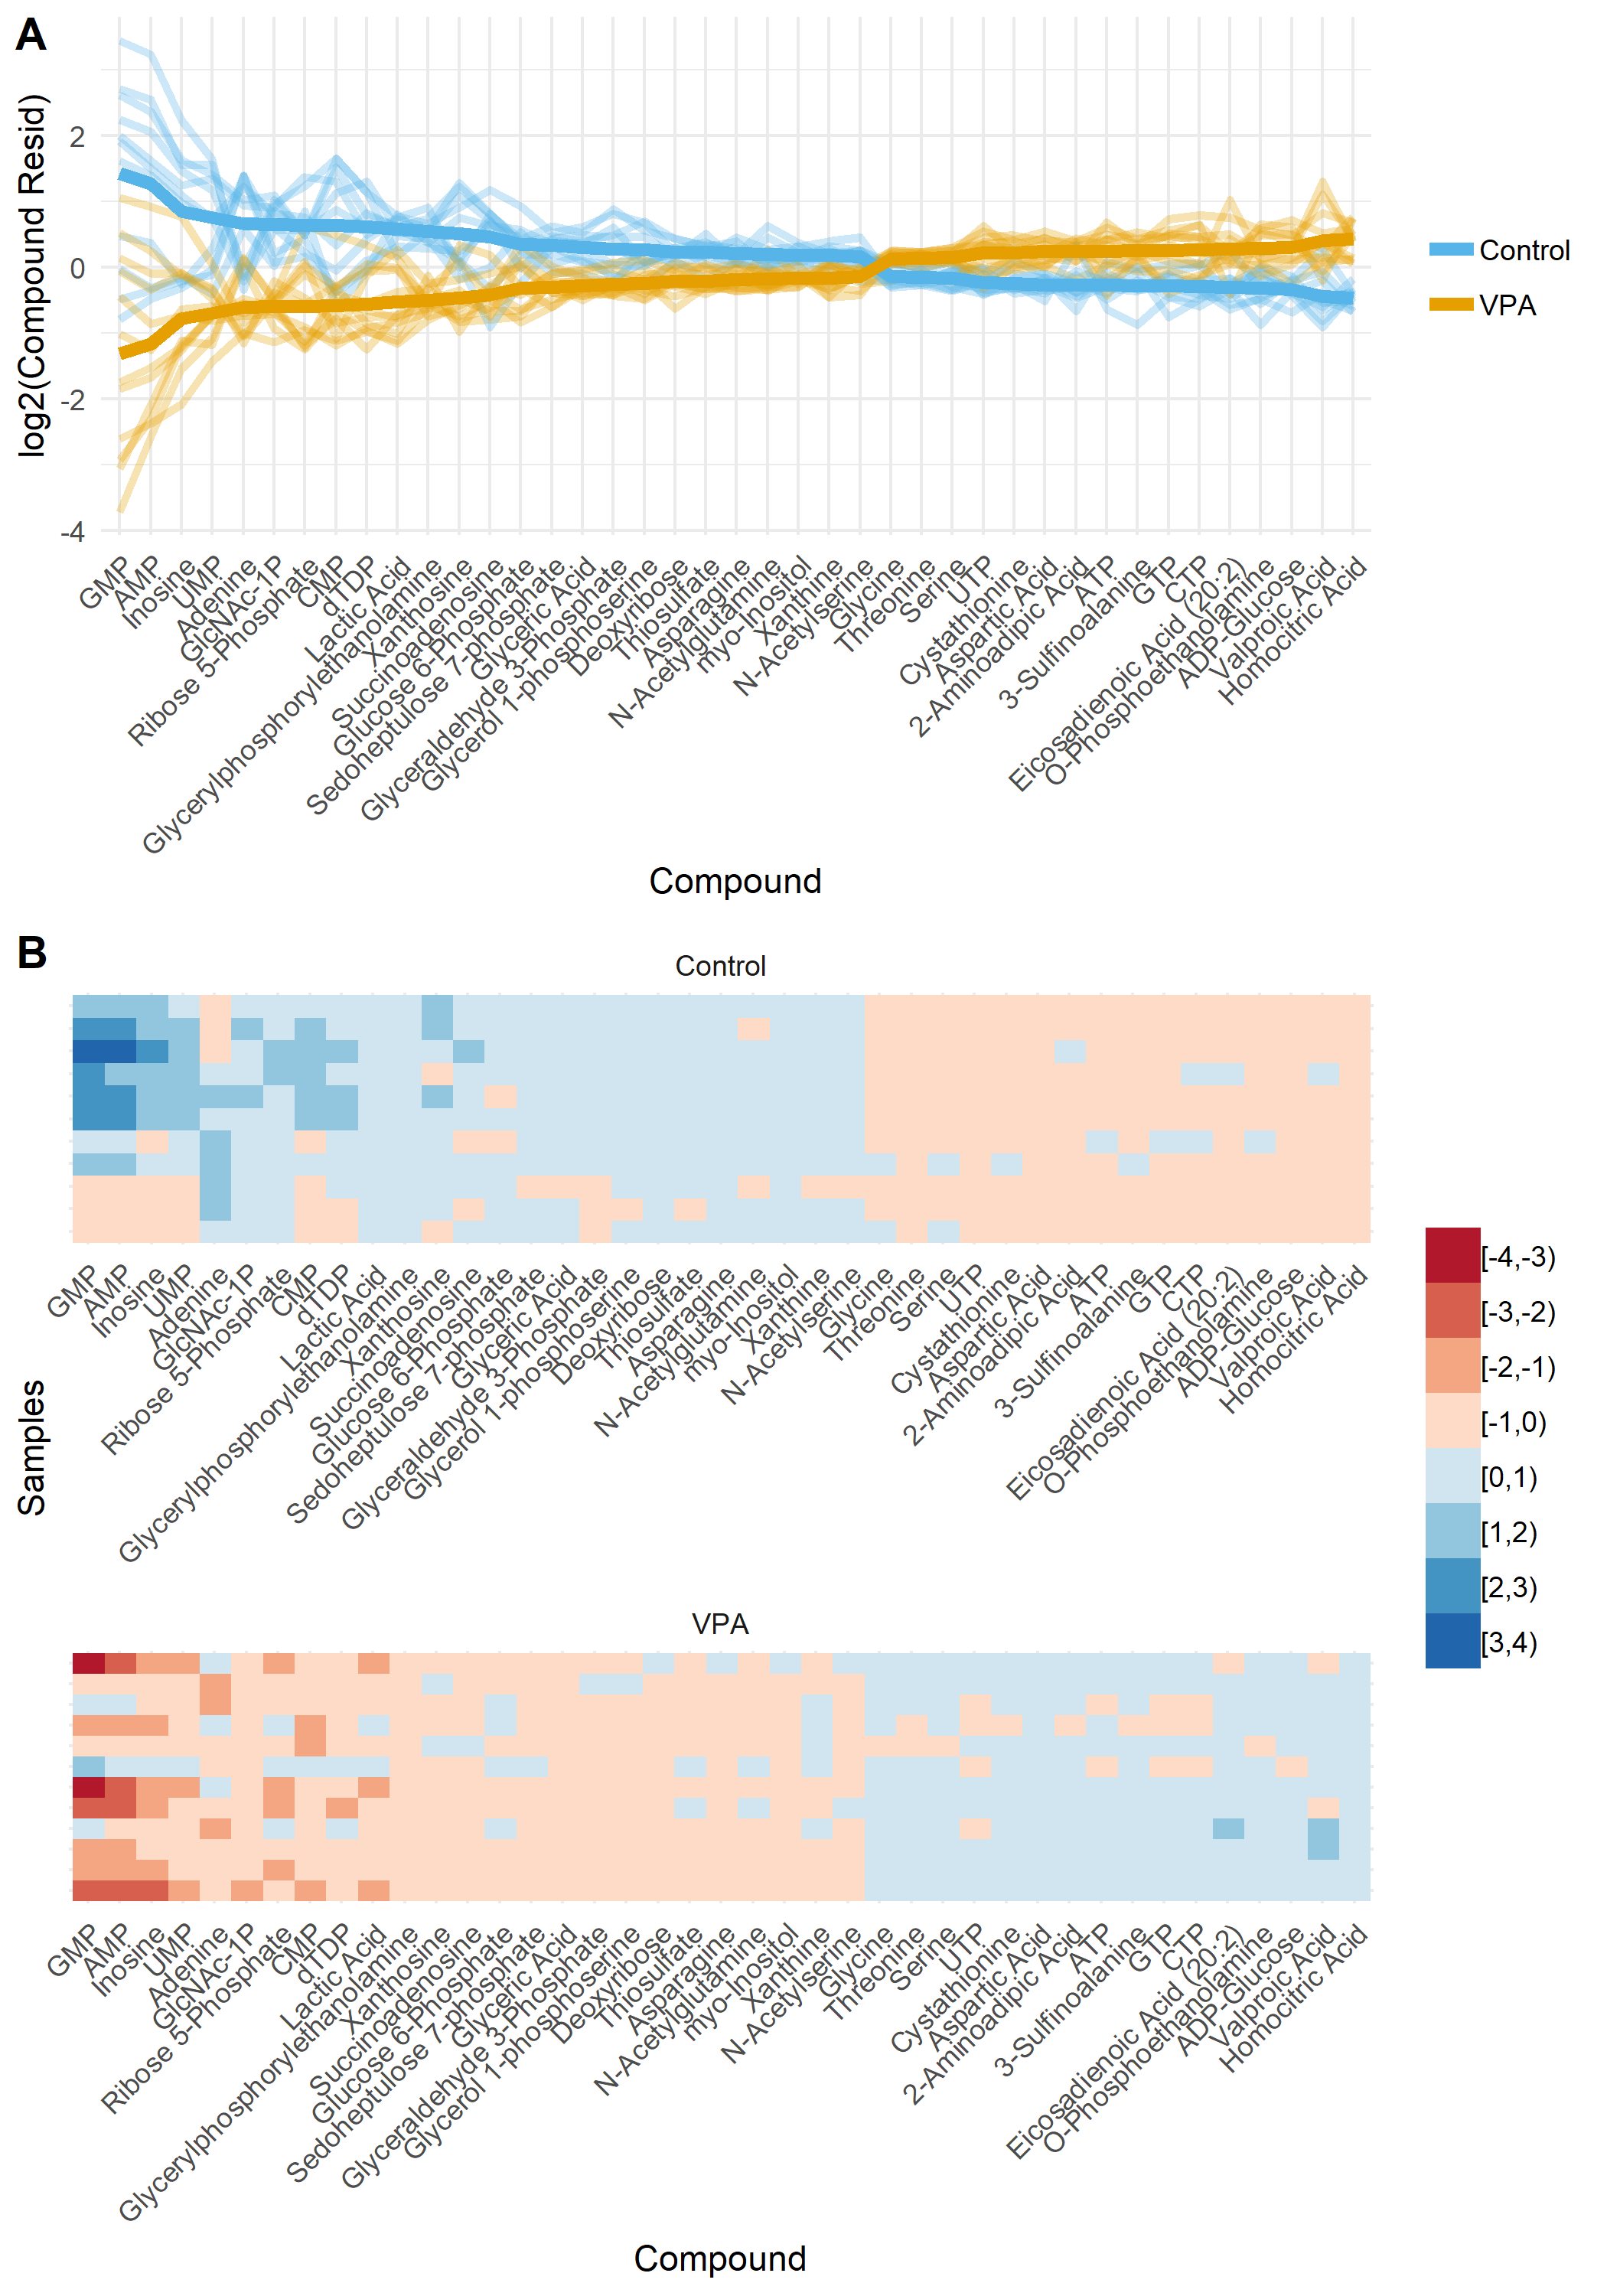 A
log2(Compound Resid)
2
0
-2
-4
Control
VPA
GMP
AMP
Inosine
UMP
Adenine
GlcNAc-1P
Ribose 5-Phosphate
CMP
dTDP
Lactic Acid
Glycerylphosphorylethanolamine
Xanthosine
Succinoadenosine
Glucose 6-Phosphate
Sedoheptulose 7-phosphate
Glyceric Acid
Glyceraldehyde 3-Phosphate
Glycerol 1-phosphoserine
Deoxyribose
Thiosulfate
Asparagine
N-Acetylglutamine
myo-Inositol
Xanthine
N-Acetylserine
Glycine
Threonine
Serine
UTP
Cystathionine
Aspartic Acid
2-Aminoadipic Acid
ATP
3-Sulfinoalanine
GTP
CTP
Eicosadienoic Acid (20:2)
O-Phosphoethanolamine
ADP-Glucose
Valproic Acid
Homocitric Acid
Compound
B
Control
GMP
AMP
Inosine
UMP
Adenine
GlcNAc-1P
Ribose 5-Phosphate
CMP
dTDP
Lactic Acid
Glycerylphosphorylethanolamine
Xanthosine
Succinoadenosine
Glucose 6-Phosphate
Sedoheptulose 7-phosphate
Glyceric Acid
Glyceraldehyde 3-Phosphate
Glycerol 1-phosphoserine
Deoxyribose
Thiosulfate
Asparagine
N-Acetylglutamine
myo-Inositol
Xanthine
N-Acetylserine
Glycine
Threonine
Serine
UTP
Cystathionine
Aspartic Acid
2-Aminoadipic Acid
ATP
3-Sulfinoalanine
GTP
CTP
Eicosadienoic Acid (20:2)
O-Phosphoethanolamine
ADP-Glucose
Valproic Acid
Homocitric Acid
Samples
[-4,-3)
[-3,-2)
[-2,-1)
[-1,0)
[0,1)
[1,2)
[2,3)
[3,4)
VPA
GMP
AMP
Inosine
UMP
Adenine
GlcNAc-1P
Ribose 5-Phosphate
CMP
dTDP
Lactic Acid
Glycerylphosphorylethanolamine
Xanthosine
Succinoadenosine
Glucose 6-Phosphate
Sedoheptulose 7-phosphate
Glyceric Acid
Glyceraldehyde 3-Phosphate
Glycerol 1-phosphoserine
Deoxyribose
Thiosulfate
Asparagine
N-Acetylglutamine
myo-Inositol
Xanthine
N-Acetylserine
Glycine
Threonine
Serine
UTP
Cystathionine
Aspartic Acid
2-Aminoadipic Acid
ATP
3-Sulfinoalanine
GTP
CTP
Eicosadienoic Acid (20:2)
O-Phosphoethanolamine
ADP-Glucose
Valproic Acid
Homocitric Acid
Compound